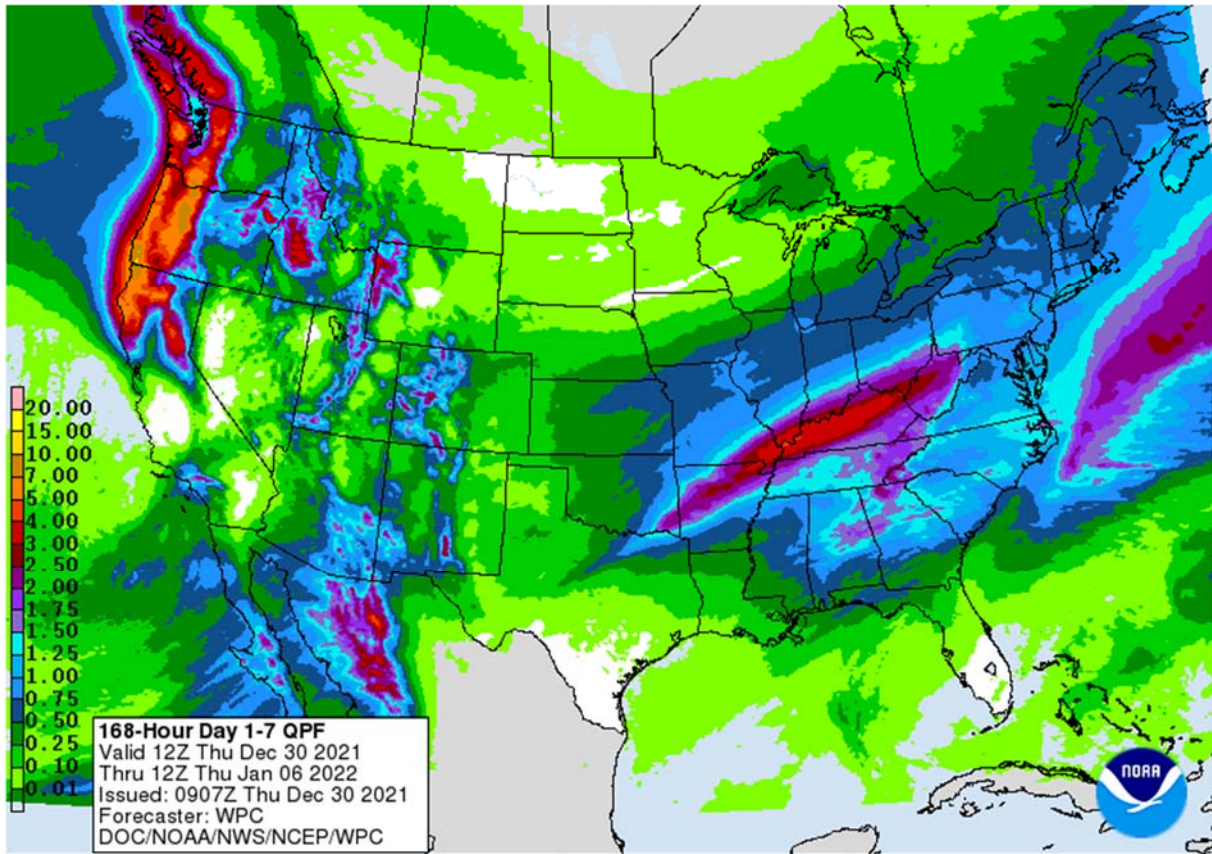 20.00
15.00
10.00
7.00
5.00
4.00
3.00
2.50
2.00
1.75
1.50
1.25
1.00
0.75
0.50
0.25
0.10
0.01
168-Hour Day 1-7 QPF
Valid 12Z Thu Dec 30 2021
Thru 12Z Thu Jan 06 2022
Issued: 0907Z Thu Dec 30 2021
Forecaster: WPC
DOC/NOAA/NWS/NCEP/WPC
NOAA